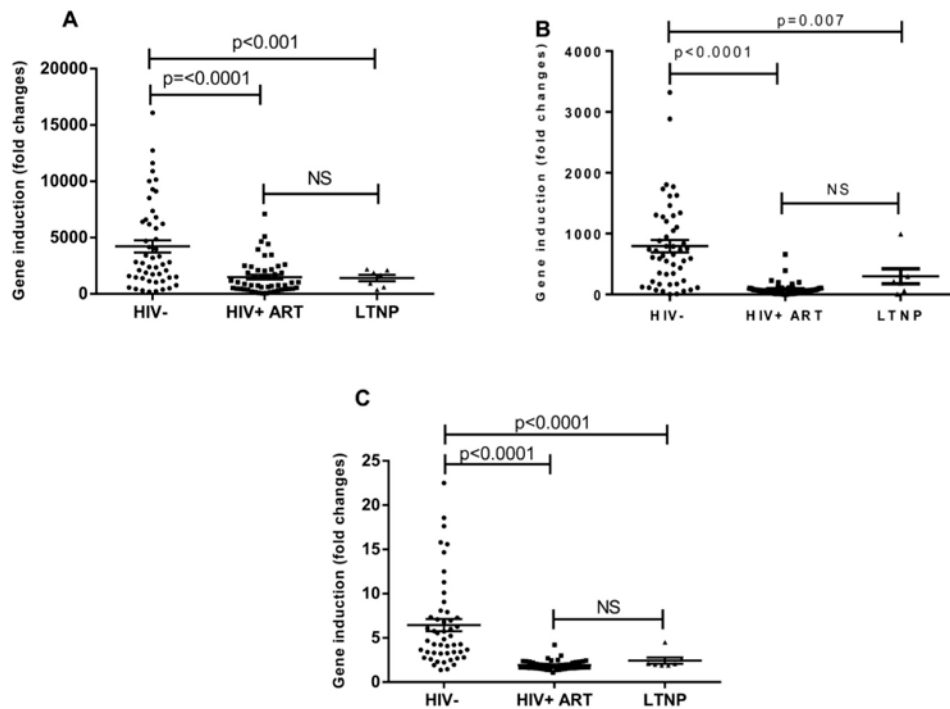 A
p<0.001
p=<0.0001
NS
Gene induction (fold changes)
20000
15000
10000
5000
0
HIV- HIV+ ART LTNP
B
p=0.007
p<0.0001
NS
Gene induction (fold changes)
4000
3000
2000
1000
0
HIV- HIV+ ART LTNP
C
p<0.0001
p<0.0001
NS
Gene induction (fold changes)
25
20
15
10
5
0
HIV- HIV+ ART LTNP